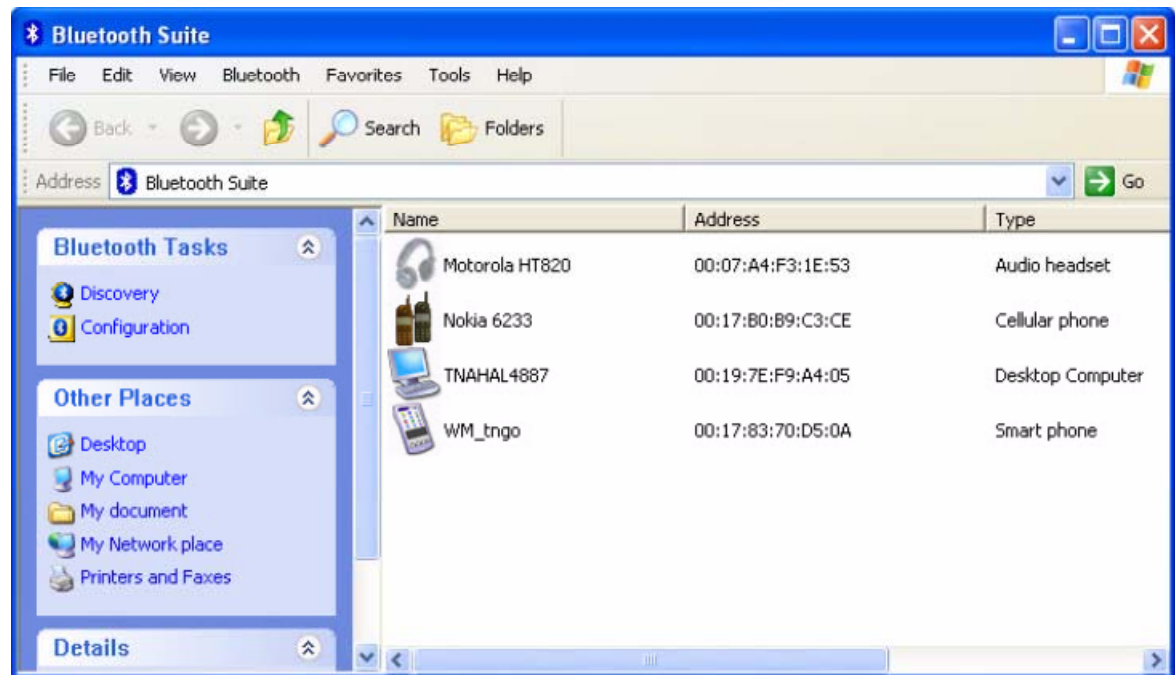 Bluetooth Suite
File Edit View Bluetooth Favorites Tools Help
Back Search Folders
Address Bluetooth Suite Go
Bluetooth Tasks
Discovery
Configuration
Other Places
Desktop
My Computer
My document
My Network place
Printers and Faxes
Details
Name Address Type
Motorola HT820 00:07:A4:F3:1E:53 Audio headset
Nokia 6233 00:17:B0:B9:C3:CE Cellular phone
TNAHAL4887 00:19:7E:F9:A4:05 Desktop Computer
WM_tngo 00:17:83:70:D5:0A Smart phone